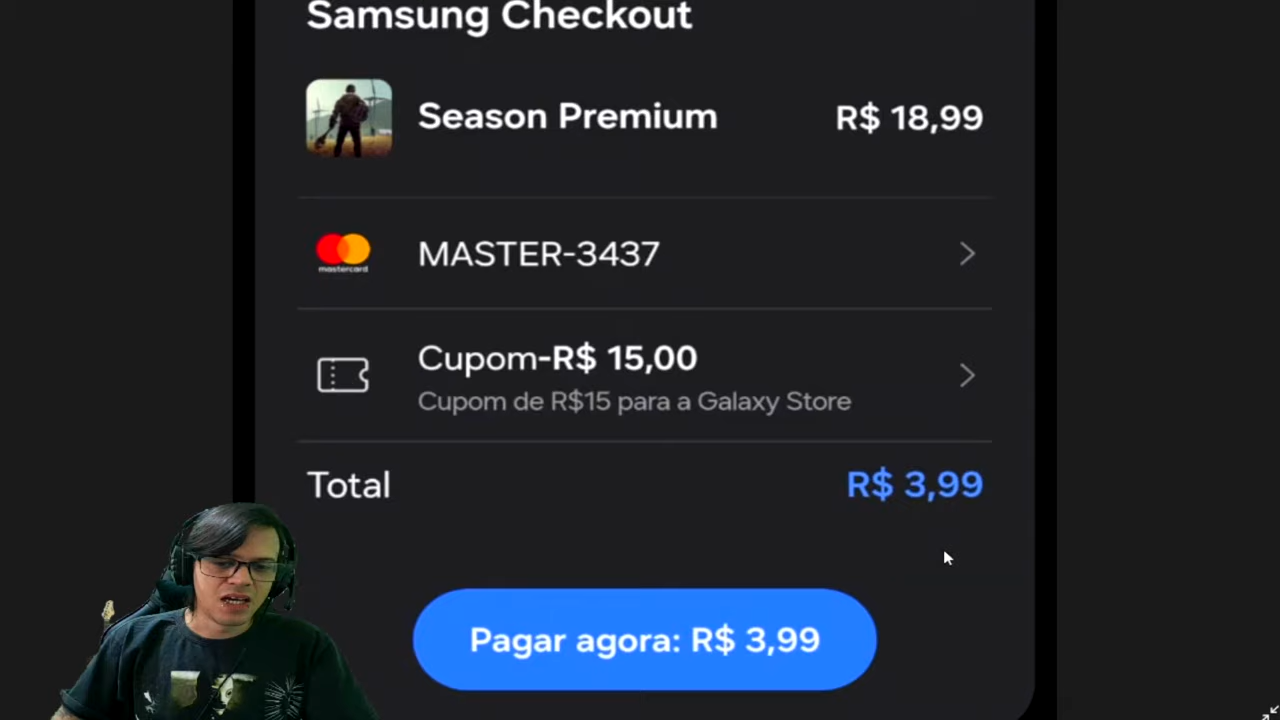 Samsung Checkout
Season Premium R$ 18,99
mastercard
MASTER-3437
Cupom-R$ 15,00
Cupom de R$15 para a Galaxy Store
Total R$ 3,99
Pagar agora: R$ 3,99